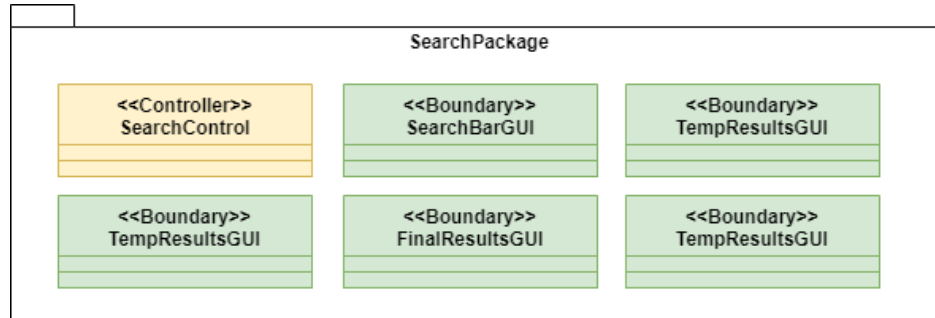 SearchPackage
<<Controller>>
SearchControl
<<Boundary>>
SearchBarGUI
<<Boundary>>
TempResultsGUI
<<Boundary>>
TempResultsGUI
<<Boundary>>
FinalResultsGUI
<<Boundary>>
TempResultsGUI